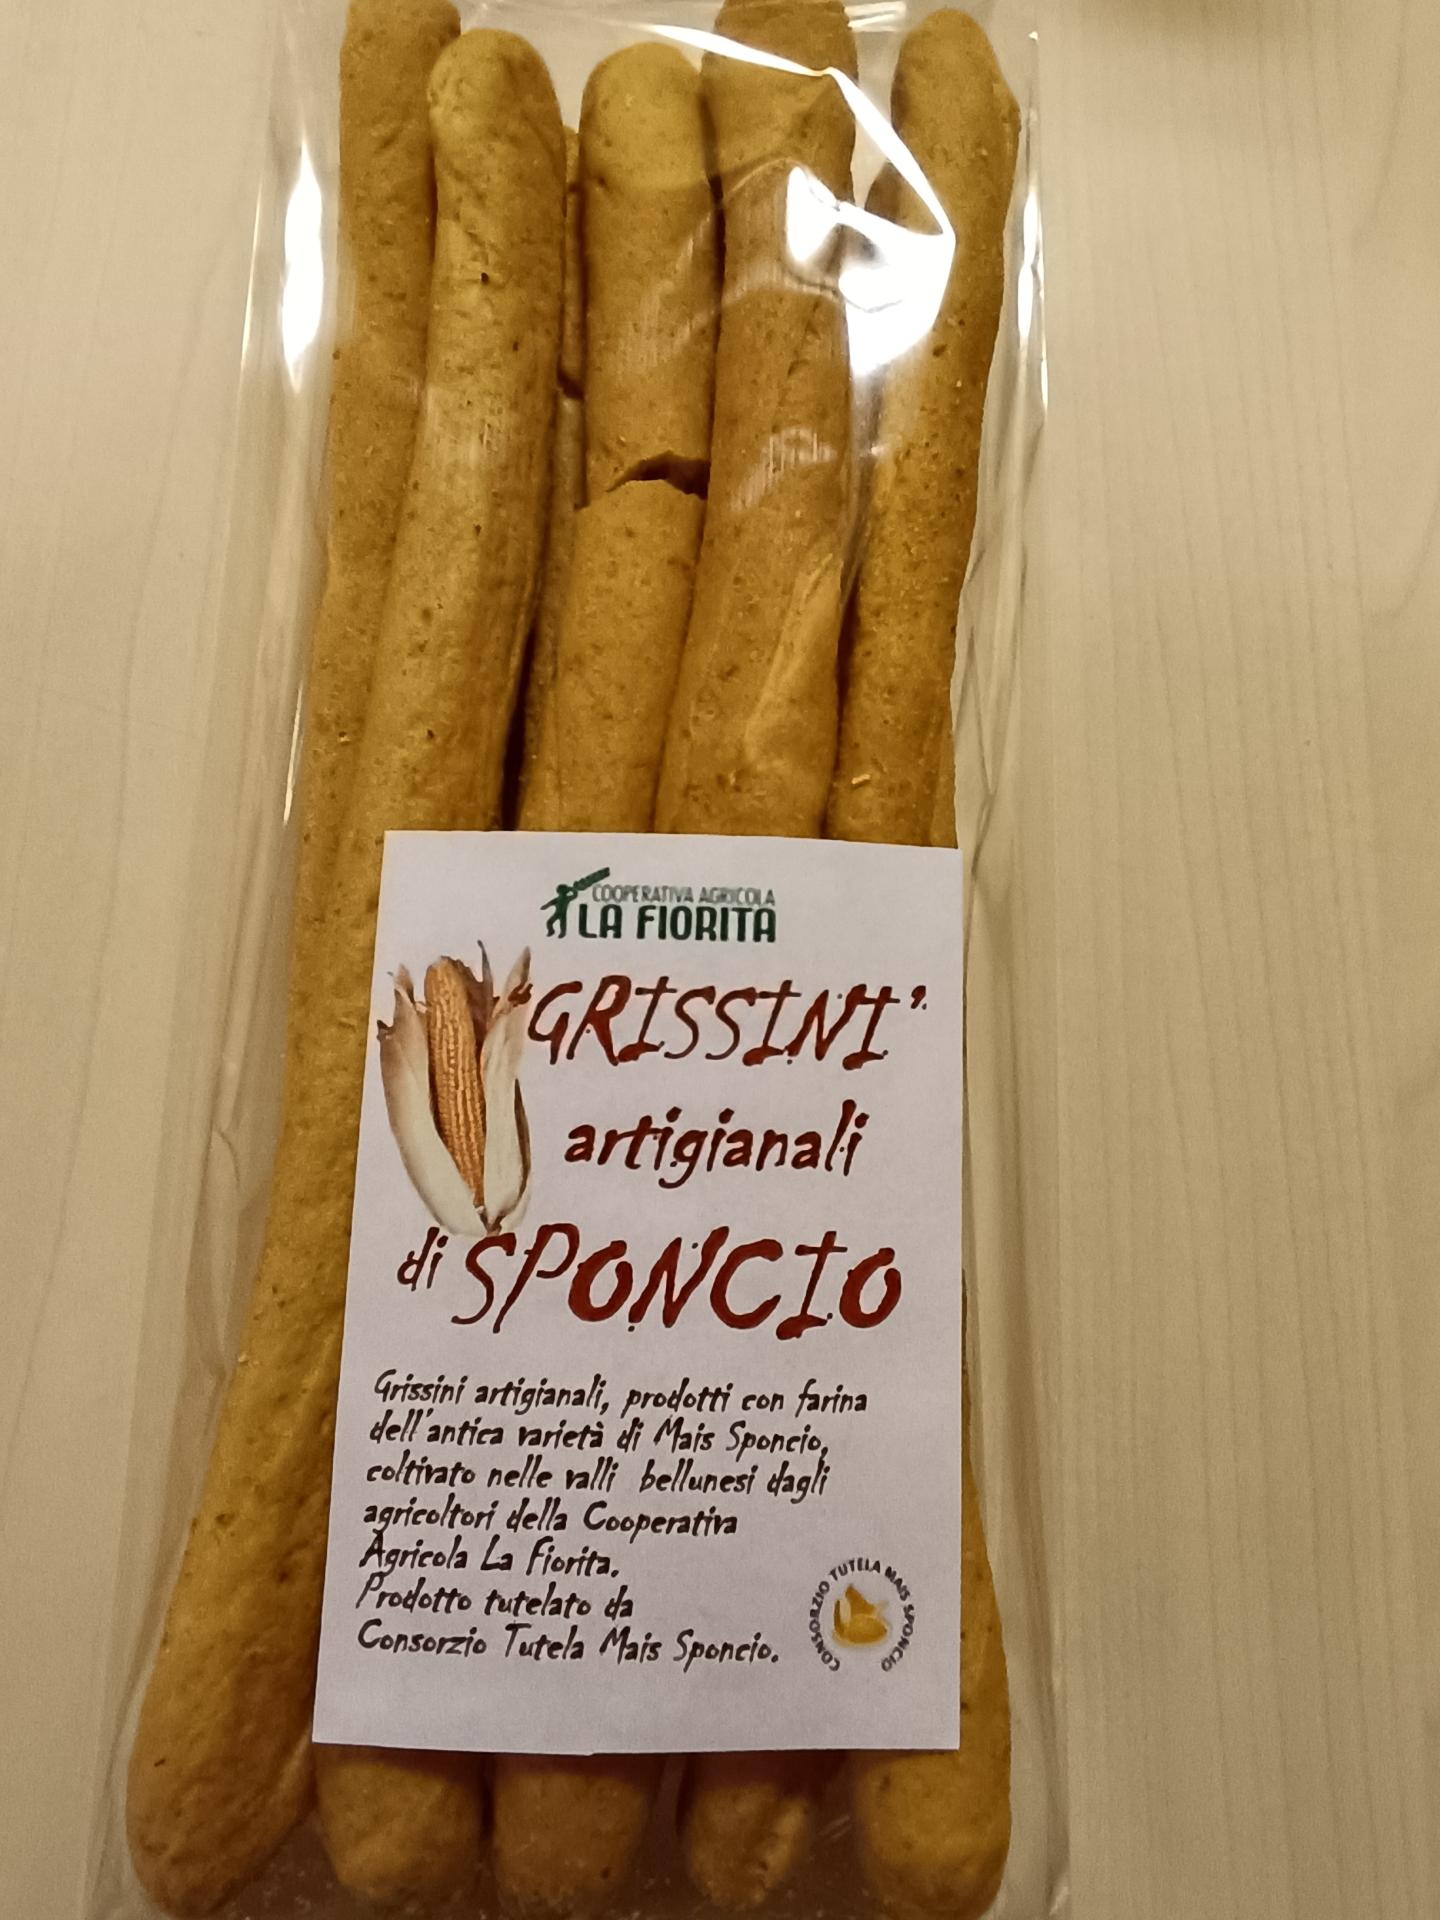 COOPERATIVA AGRICOLA
LA FIORITA
"GRISSINI"
artigianali
di SPONCIO
Grissini artigianali, prodotti con farina
dell'antica varietà di Mais Sponcio,
coltivato nelle valli bellunesi dagli
agricoltori della Cooperativa
Agricola La Fiorita.
Prodotto tutelato da
Consorzio Tutela Mais Sponcio.
CONSORZIO TUTELA MAIS SPONCIO